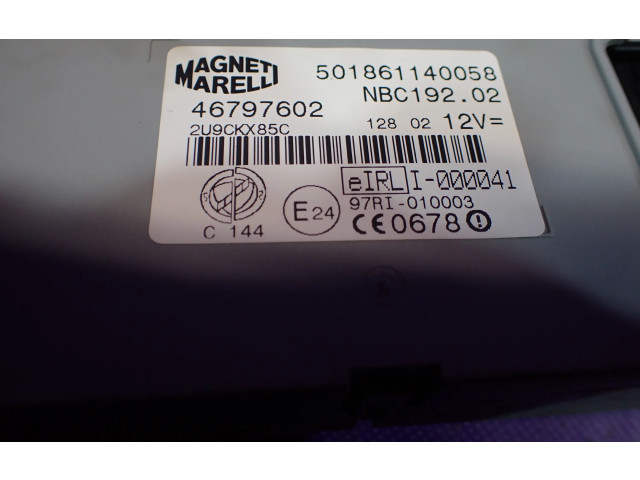 MAGNETI MARELLI
501861140058
46797602
NBC192.02
2U9CKX85C
128 02 12V=
eIRL I-000041
E24
97RI-010003
C 144
CE0678